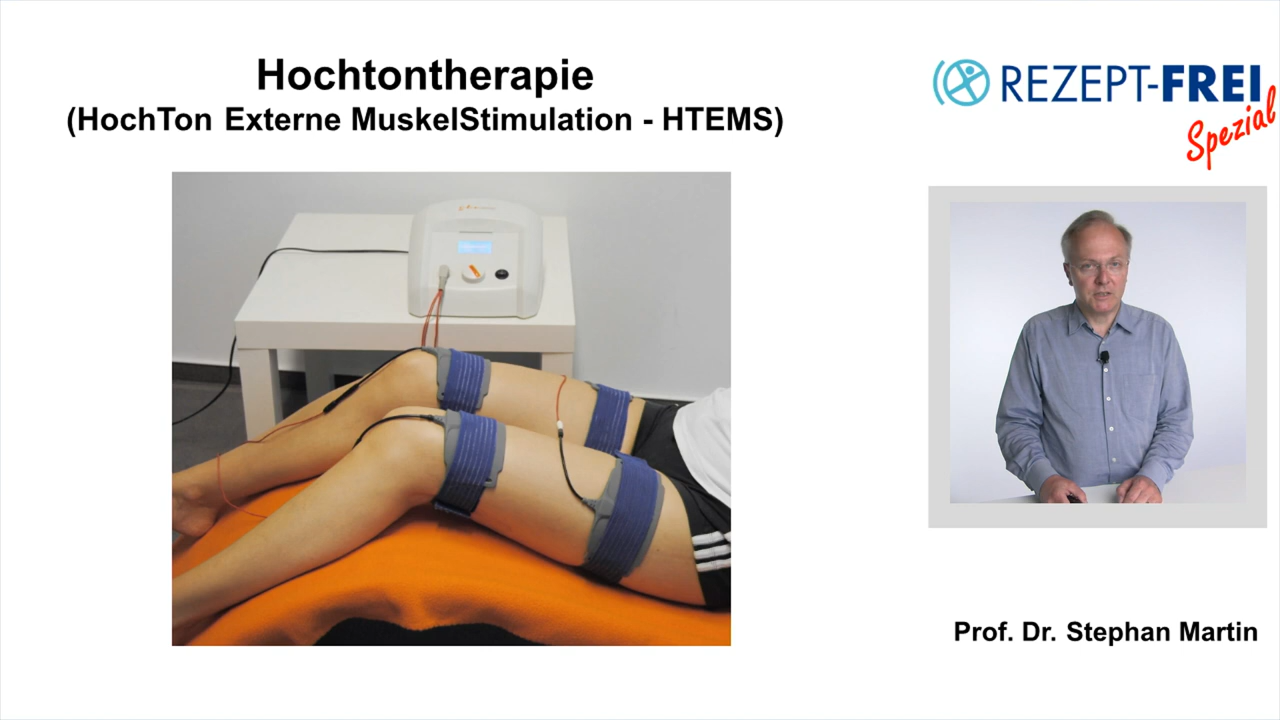 Hochtontherapie
(HochTon Externe MuskelStimulation - HTEMS)
REZEPT-FREI
Spezial
Prof. Dr. Stephan Martin